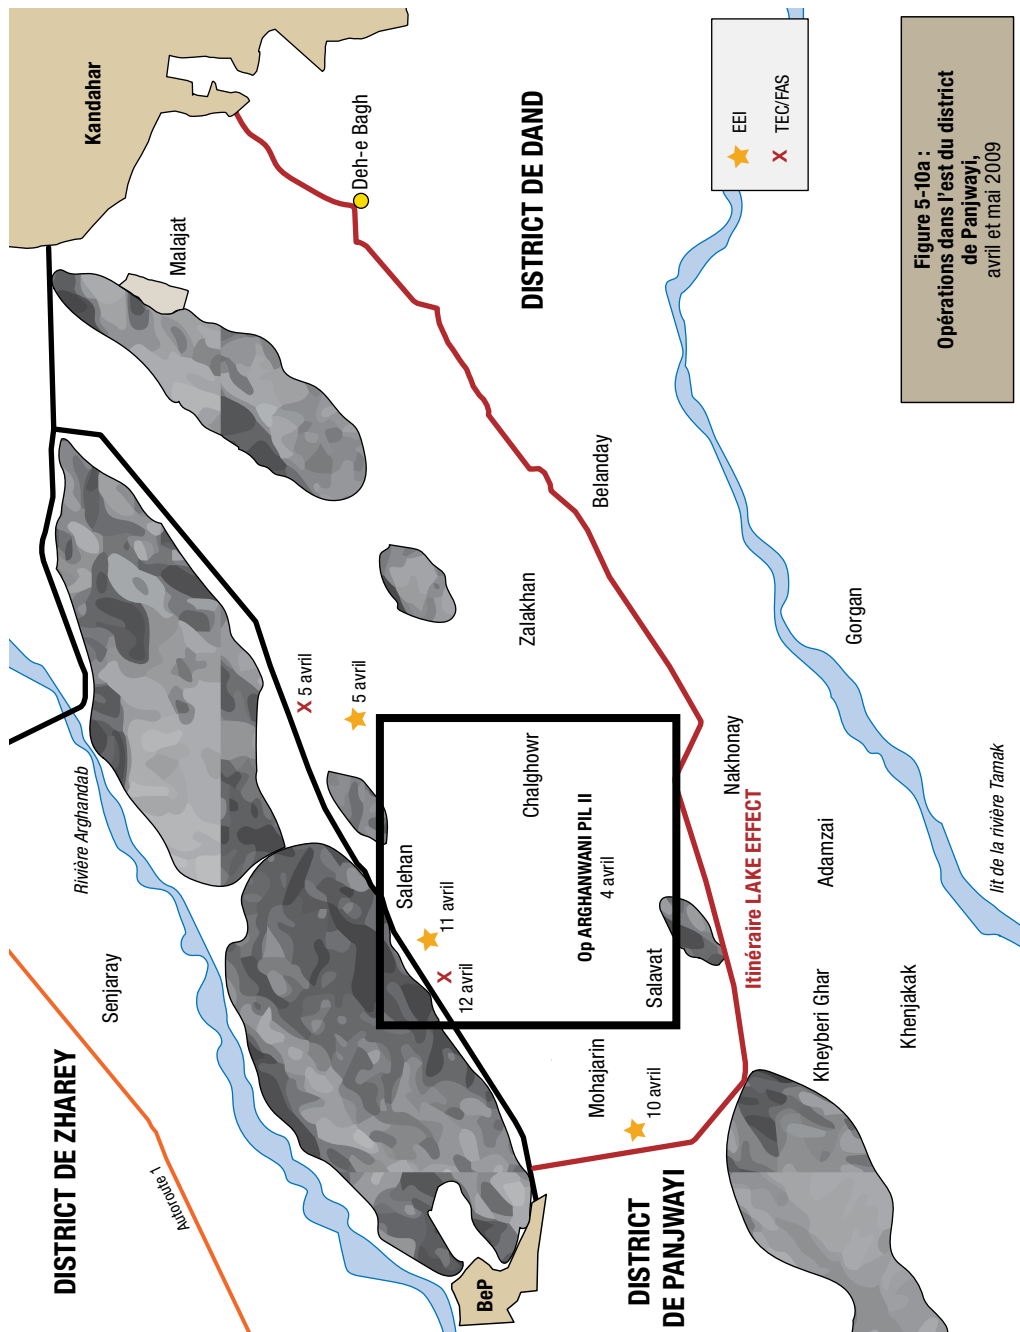 DISTRICT DE ZHAREY
Autoroute 1
Senjaray
Rivière Arghandab
Kandahar
Malajat
Deh-e Bagh
DISTRICT DE DAND
EEI
TEC/FAS
Figure 5-10a :
Opérations dans l'est du district
de Panjwayi,
avril et mai 2009
5 avril
5 avril
Zalakhan
Belanday
Gorgan
Salehan
11 avril
12 avril
Chalghowr
Op ARGHANWANI PIL II
4 avril
Salavat
Nakhonay
Itinéraire LAKE EFFECT
Adamzai
lit de la rivière Tarnak
Mohajarin
10 avril
Kheyberi Ghar
Khenjakak
BeP
DISTRICT
DE PANJWAYI